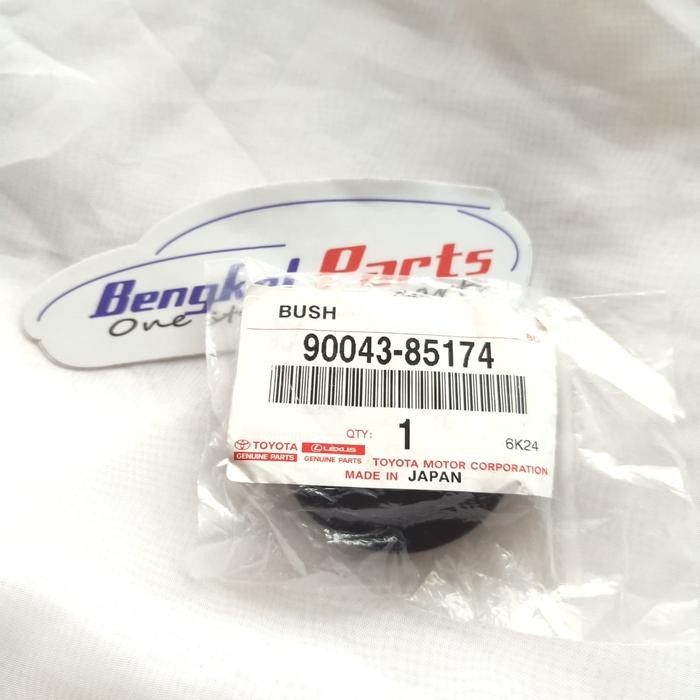 Bengkel Parts
One
BUSH
90043-85174
QTY: 1
6K24
TOYOTA
GENUINE PARTS
LEXUS
GENUINE PARTS
TOYOTA MOTOR CORPORATION
MADE IN JAPAN